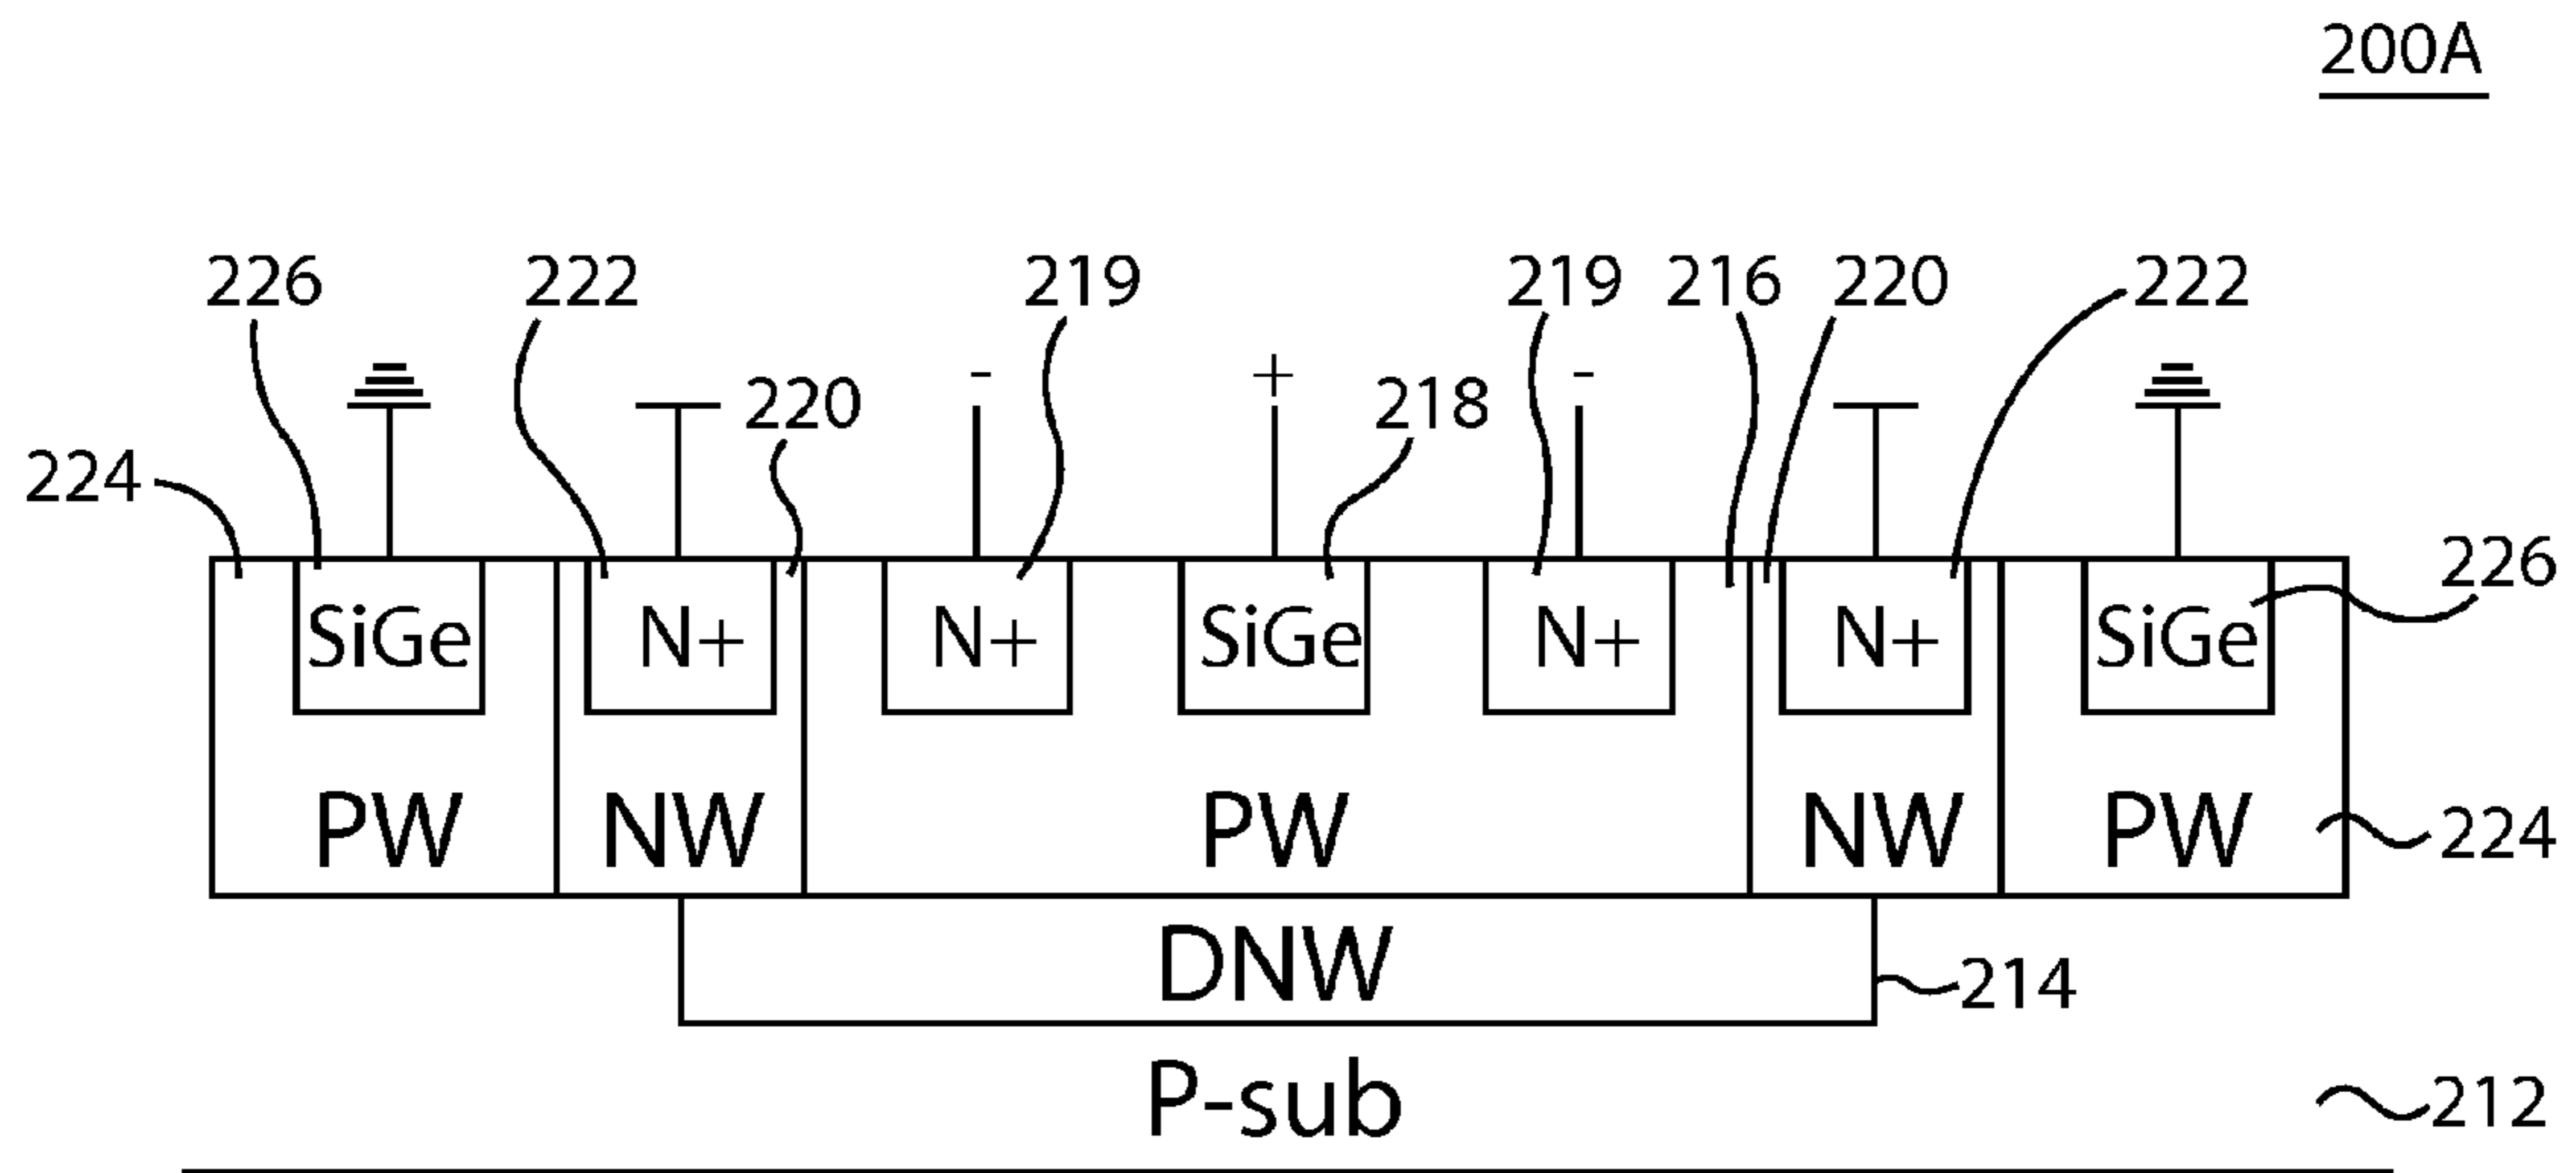 200A
226 222 219 219 216 220 222
- + -
220 218
224
226
SiGe N+ N+ SiGe N+ N+ SiGe
PW NW PW NW PW
224
DNW
214
P-sub
212